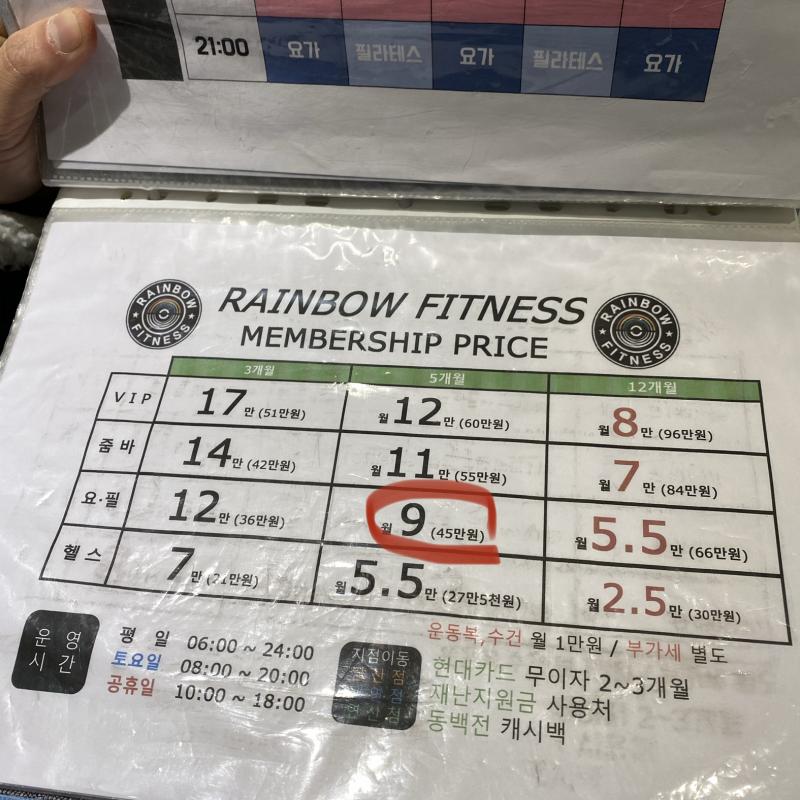 21:00 요가 필라테스 요가 필라테스 요가
RAINBOW FITNESS
RAINBOW FITNESS
RAINBOW FITNESS
MEMBERSHIP PRICE
3개월 5개월 12개월
VIP 17만 (51만원) 월12만 (60만원) 월8만 (96만원)
줌바 14만 (42만원) 월11만 (55만원) 월7만 (84만원)
요·필 12만 (36만원) 월9 (45만원) 월5.5만 (66만원)
헬스 7만 (21만원) 월5.5만 (27만5천원) 월2.5만 (30만원)
운동복,수건 월 1만원 / 부가세 별도
운영시간
평 일 06:00 ~ 24:00
토요일 08:00 ~ 20:00
공휴일 10:00 ~ 18:00
지점이동
현대카드 무이자 2~3개월
재난지원금 사용처
동백전 캐시백